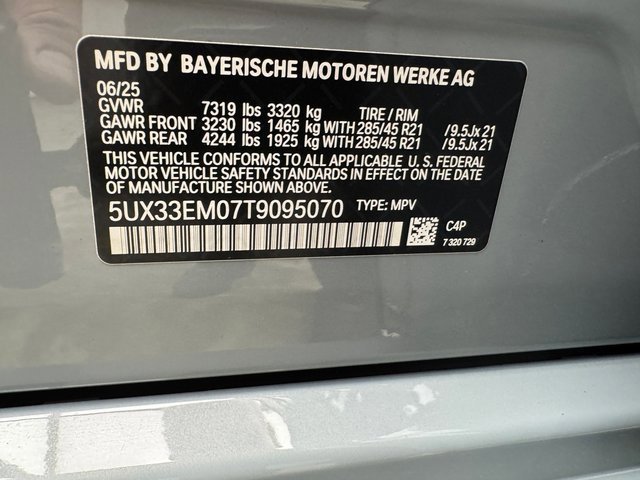 MFD BY BAYERISCHE MOTOREN WERKE AG
06/25
GVWR 7319 lbs 3320 kg TIRE / RIM
GAWR FRONT 3230 lbs 1465 kg WITH 285/45 R21 /9.5Jx21
GAWR REAR 4244 lbs 1925 kg WITH 285/45 R21 /9.5Jx21
THIS VEHICLE CONFORMS TO ALL APPLICABLE U.S. FEDERAL
MOTOR VEHICLE SAFETY STANDARDS IN EFFECT ON THE DATE
OF MANUFACTURE SHOWN ABOVE.
5UX33EM07T9095070 TYPE: MPV
C4P
7 320 729